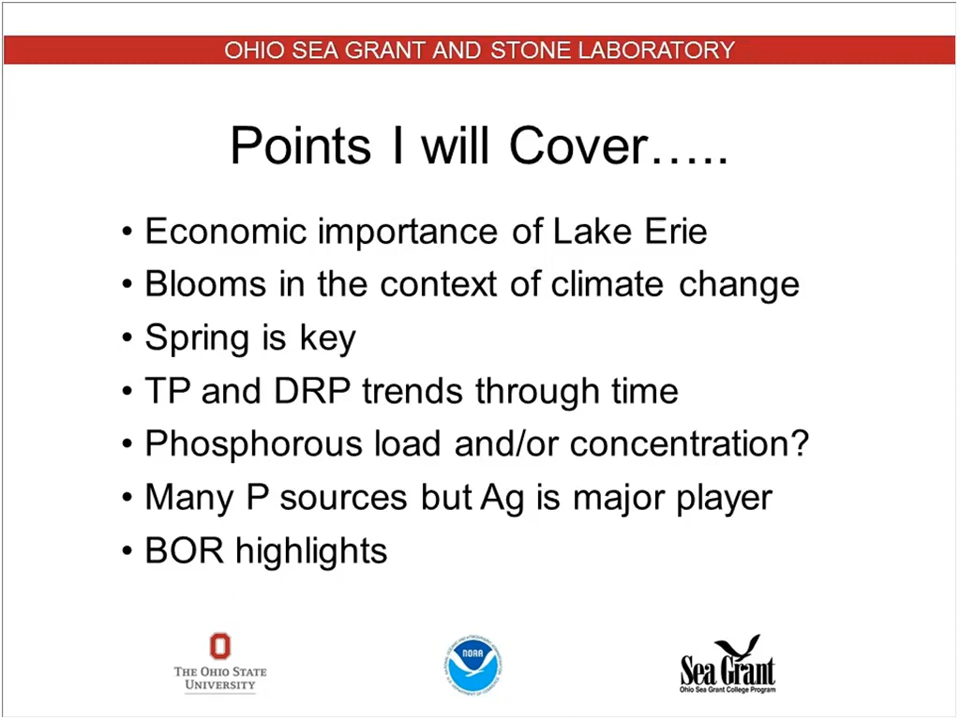 OHIO SEA GRANT AND STONE LABORATORY
Points I will Cover.....
• Economic importance of Lake Erie
• Blooms in the context of climate change
• Spring is key
• TP and DRP trends through time
• Phosphorous load and/or concentration?
• Many P sources but Ag is major player
• BOR highlights
THE OHIO STATE
UNIVERSITY
NOAA
Sea Grant
Ohio Sea Grant College Program